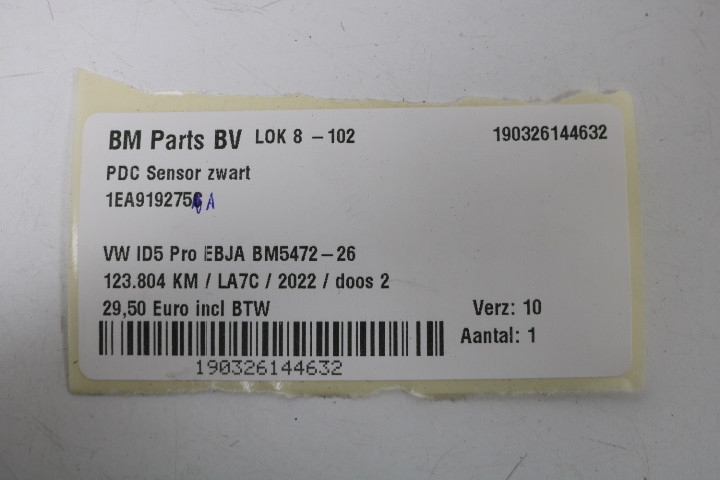 BM Parts BV LOK 8 - 102 190326144632
PDC Sensor zwart
1EA919275 A
VW ID5 Pro EBJA BM5472-26
123.804 KM / LA7C / 2022 / doos 2
29,50 Euro incl BTW Verz: 10
Aantal: 1
190326144632